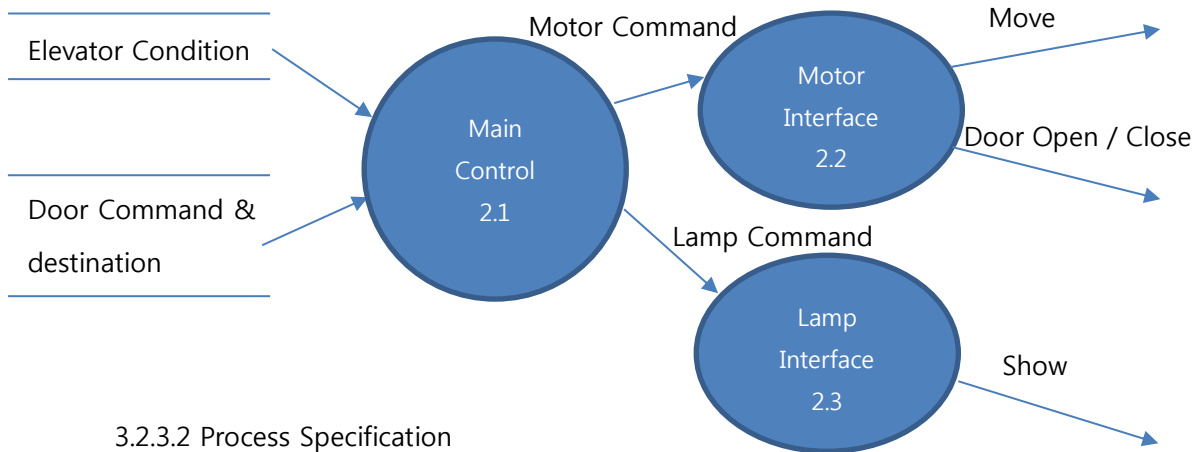 Elevator Condition
Door Command &
destination
Main
Control
2.1
Motor Command
Motor
Interface
2.2
Move
Door Open / Close
Lamp Command
Lamp
Interface
2.3
Show
3.2.3.2 Process Specification